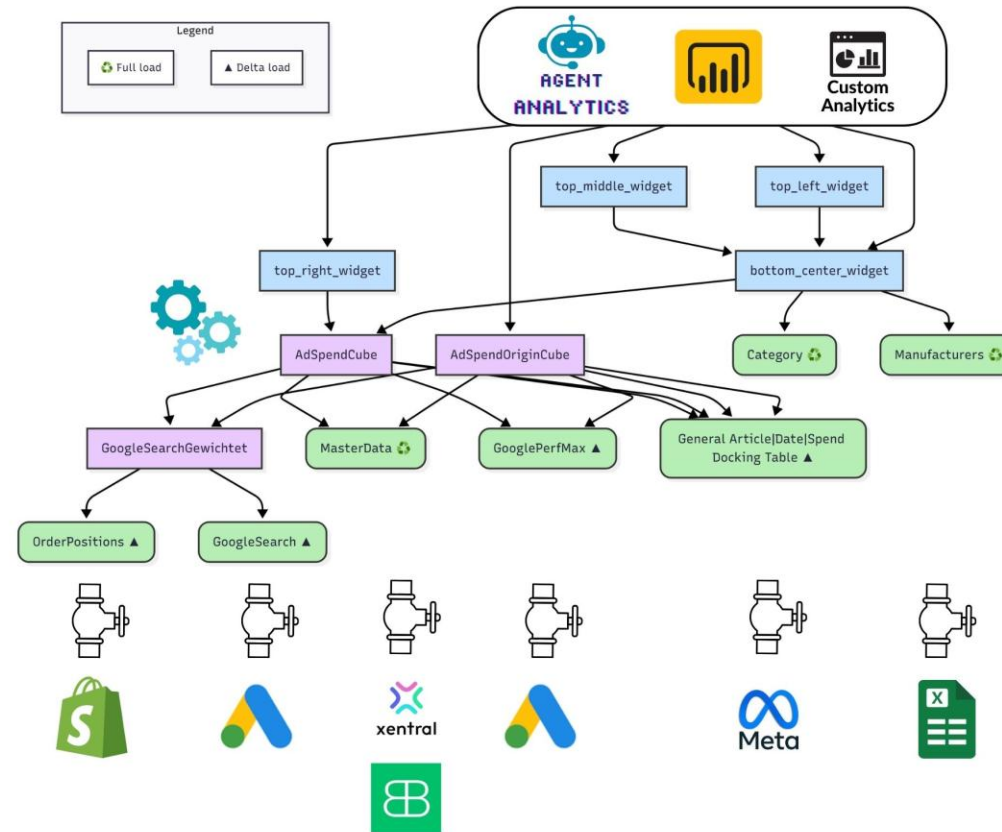 Legend
♻ Full load
▲ Delta load
AGENT
ANALYTICS
Custom
Analytics
top_middle_widget
top_left_widget
top_right_widget
bottom_center_widget
AdSpendCube
AdSpendOriginCube
Category ♻
Manufacturers ♻
GoogleSearchGewichtet
MasterData ♻
GooglePerfMax ▲
General Article|Date|Spend
Docking Table ▲
OrderPositions ▲
GoogleSearch ▲
S
xentral
Meta
X